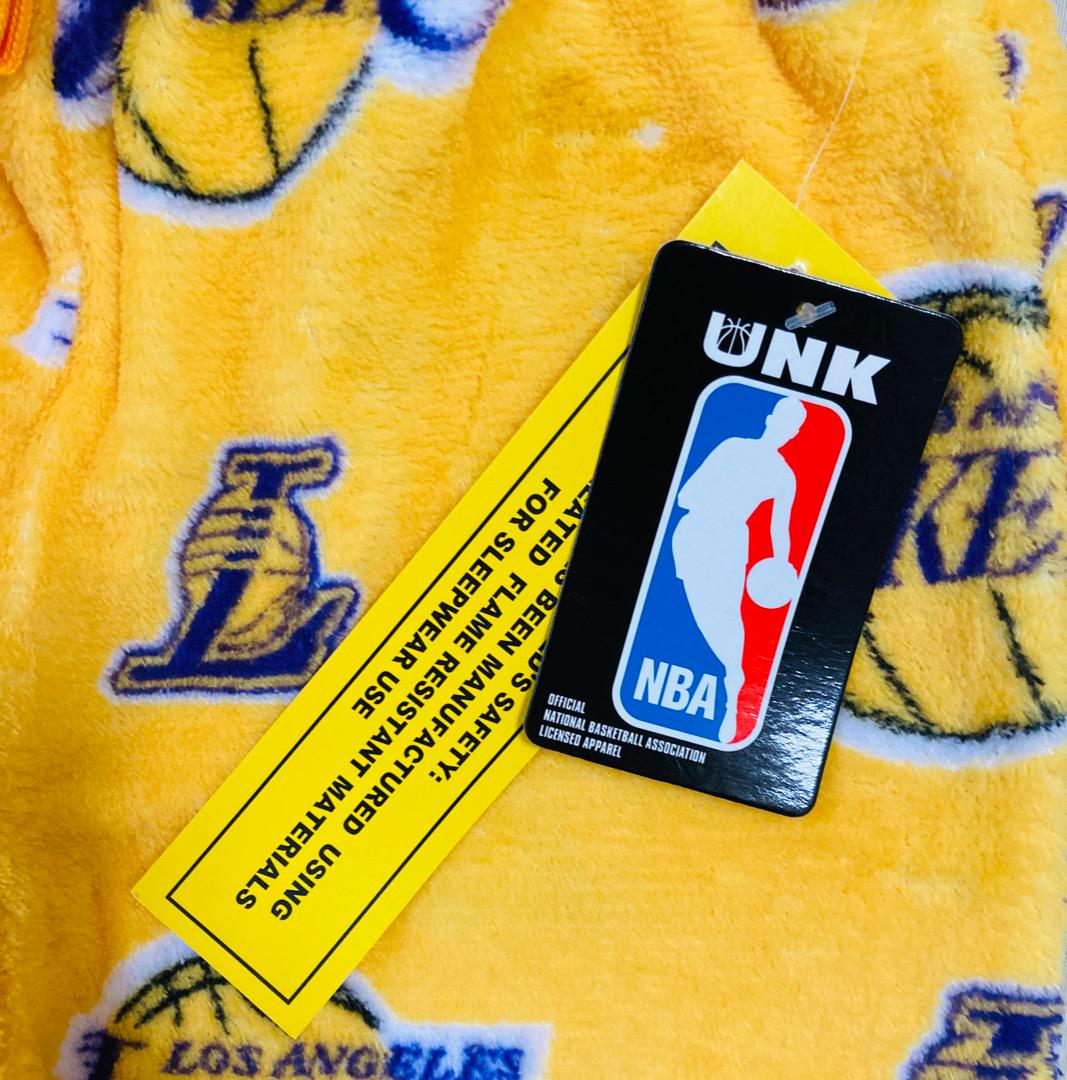 UNK
NBA
OFFICIAL
NATIONAL BASKETBALL ASSOCIATION
LICENSED APPAREL
SAFETY:
BEEN MANUFACTURED USING
FLAME RESISTANT MATERIALS
FOR SLEEPWEAR USE
L
LOS ANGELES